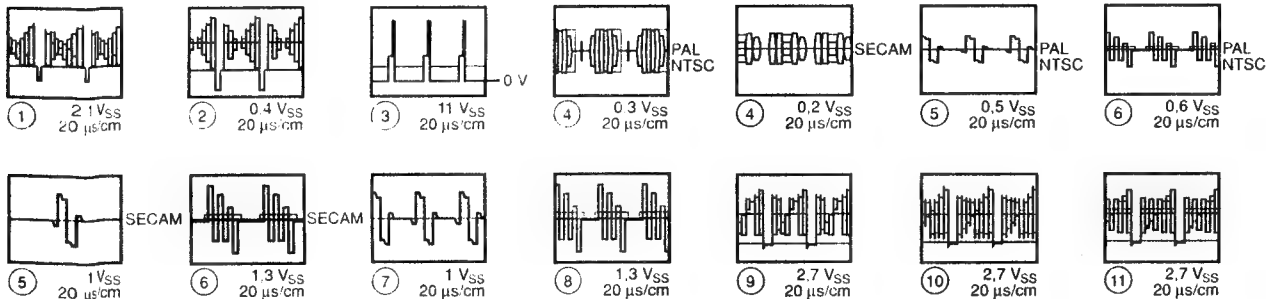 ① 2 1 VSS
20 µs/cm
② 0,4 VSS
20 µs/cm
0 V
③ 11 VSS
20 µs/cm
PAL
NTSC
④ 0,3 VSS
20 µs/cm
SECAM
④ 0,2 VSS
20 µs/cm
PAL
NTSC
⑤ 0,5 VSS
20 µs/cm
PAL
NTSC
⑥ 0,6 VSS
20 µs/cm
SECAM
⑤ 1 VSS
20 µs/cm
SECAM
⑥ 1,3 VSS
20 µs/cm
⑦ 1 VSS
20 µs/cm
⑧ 1,3 VSS
20 µs/cm
⑨ 2,7 VSS
20 µs/cm
⑩ 2,7 VSS
20 µs/cm
⑪ 2,7 VSS
20 µs/cm